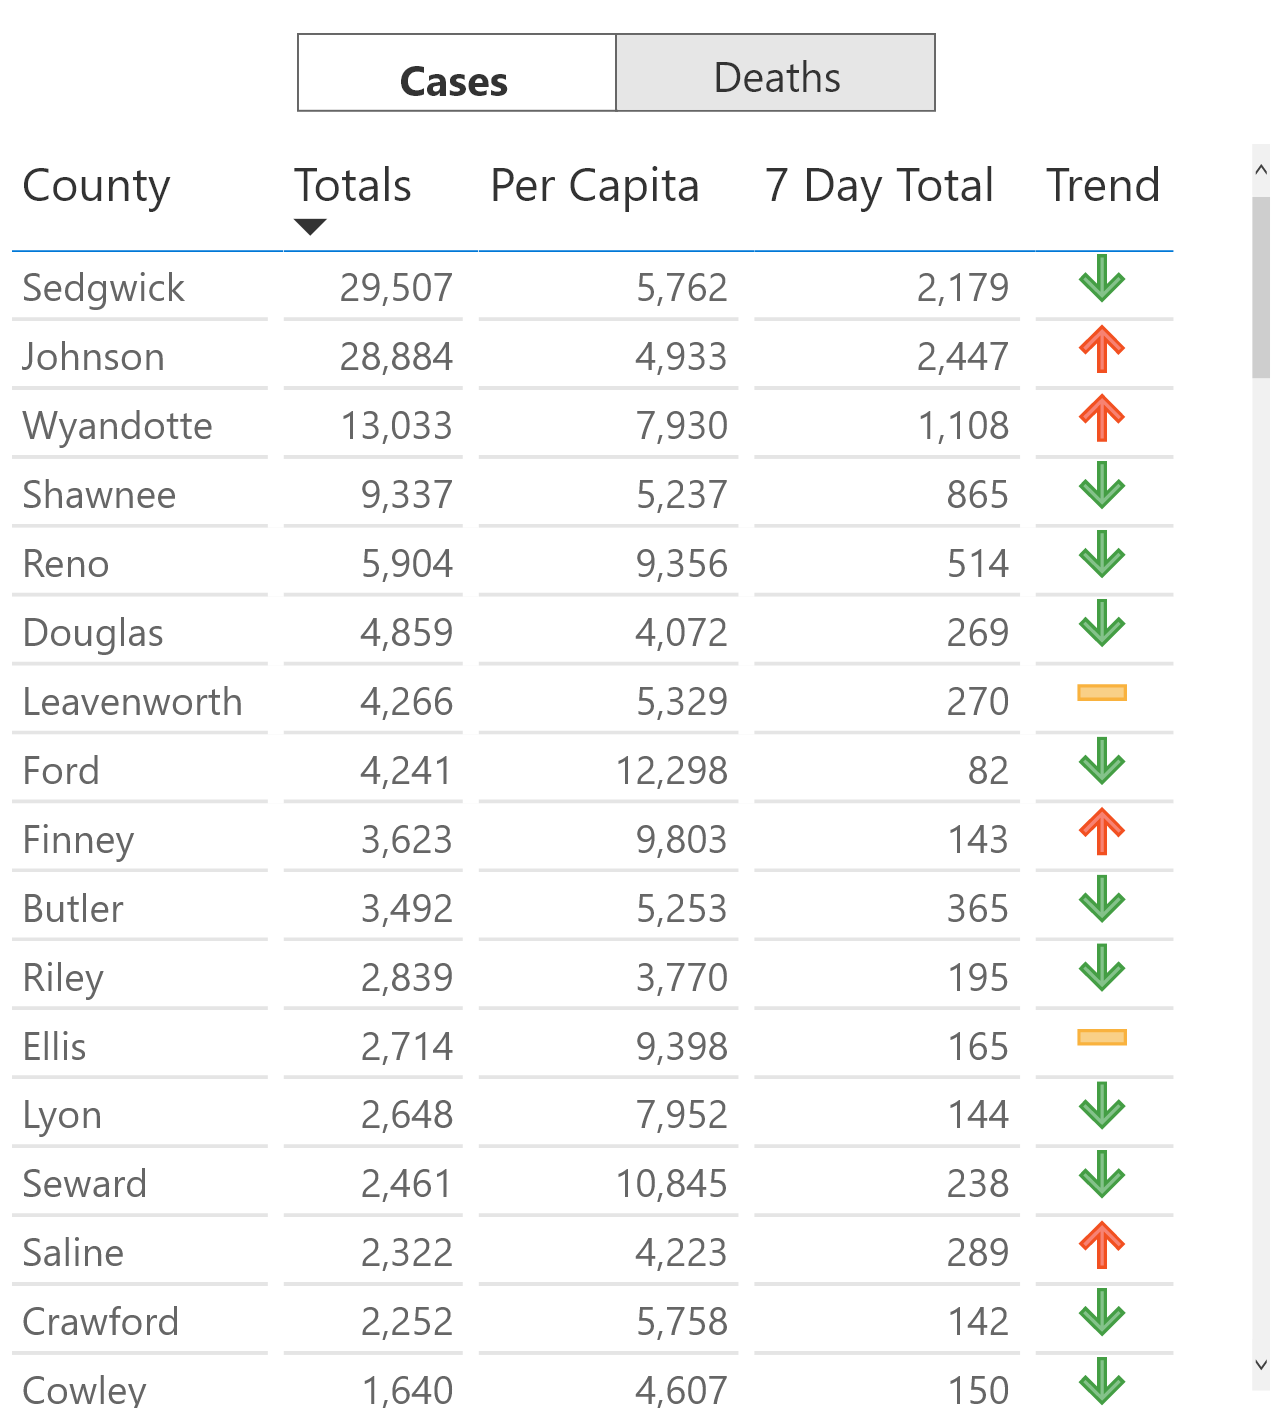 Cases Deaths
County Totals Per Capita 7 Day Total Trend
Sedgwick 29,507 5,762 2,179
Johnson 28,884 4,933 2,447
Wyandotte 13,033 7,930 1,108
Shawnee 9,337 5,237 865
Reno 5,904 9,356 514
Douglas 4,859 4,072 269
Leavenworth 4,266 5,329 270
Ford 4,241 12,298 82
Finney 3,623 9,803 143
Butler 3,492 5,253 365
Riley 2,839 3,770 195
Ellis 2,714 9,398 165
Lyon 2,648 7,952 144
Seward 2,461 10,845 238
Saline 2,322 4,223 289
Crawford 2,252 5,758 142
Cowley 1,640 4,607 150